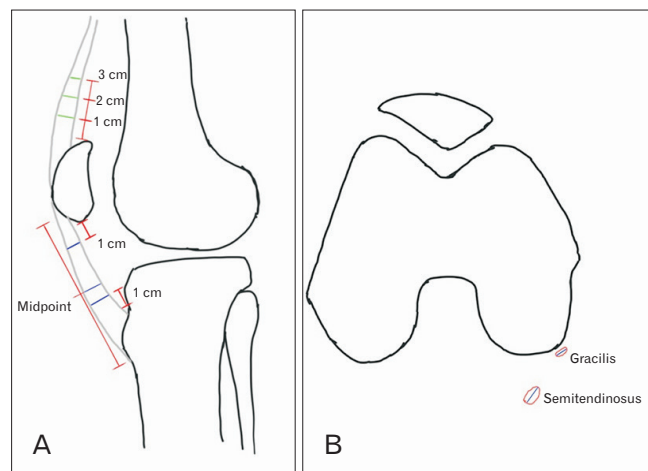 3 cm
2 cm
1 cm
1 cm
1 cm
Midpoint
A
Gracilis
Semitendinosus
B